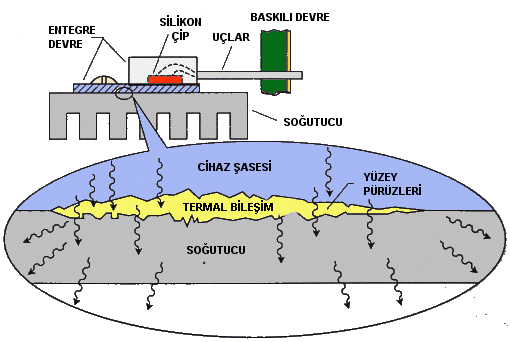 ENTEGRE
DEVRE
SİLİKON
ÇİP
UÇLAR
BASKILI DEVRE
SOĞUTUCU
CİHAZ ŞASESİ
YÜZEY
PÜRÜZLERİ
TERMAL BİLEŞİM
SOĞUTUCU